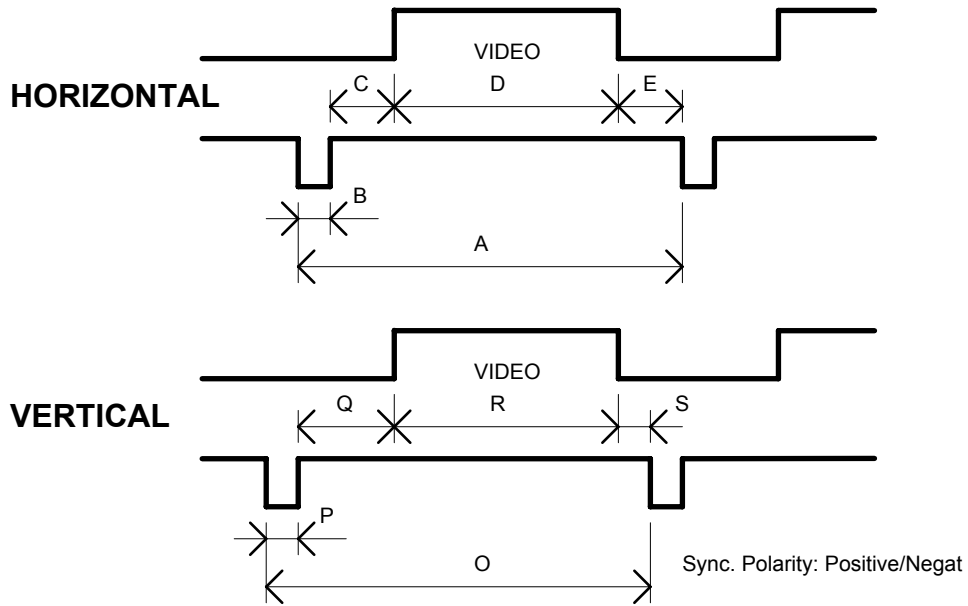 VIDEO
C D E
HORIZONTAL
B
A
VIDEO
Q R S
VERTICAL
P
O
Sync. Polarity: Positive/Negat